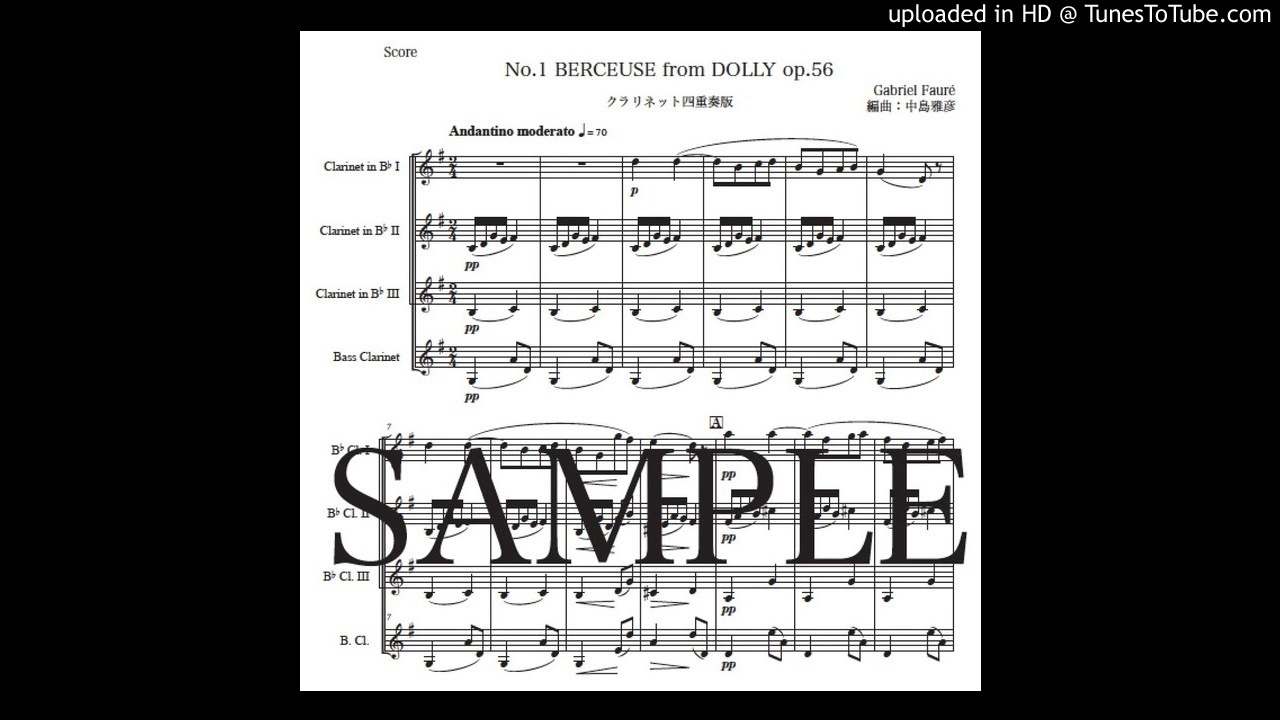 uploaded in HD @ TunesToTube.com
Score
No.1 BERCEUSE from DOLLY op.56
Gabriel Fauré
クラリネット四重奏版
編曲：中島雅彦
Andantino moderato ♩= 70
Clarinet in B♭ I
p
Clarinet in B♭ II
pp
Clarinet in B♭ III
pp
Bass Clarinet
pp
7
A
B♭ Cl. I
pp
SAMPLE
B♭ Cl. II
pp
B♭ Cl. III
pp
7
B. Cl.
pp